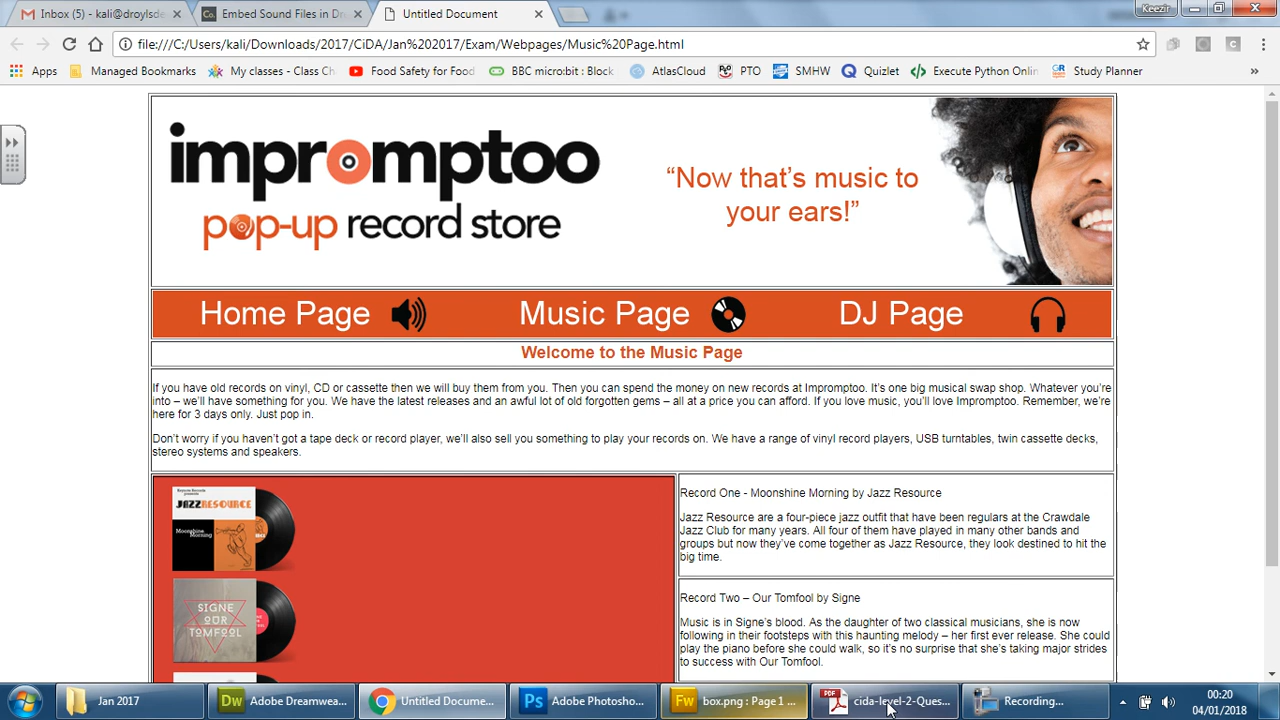 Inbox (5) - kali@droylsde
Embed Sound Files in Dr
Untitled Document
Keezir
file:///C:/Users/kali/Downloads/2017/CiDA/Jan%202017/Exam/Webpages/Music%20Page.html
Apps
Managed Bookmarks
My classes - Class Ch
Food Safety for Food
BBC micro:bit : Block
AtlasCloud
PTO
SMHW
Quizlet
Execute Python Onlin
Study Planner
impromptoo
pop-up record store
“Now that’s music to
your ears!”
Home Page
Music Page
DJ Page
Welcome to the Music Page
If you have old records on vinyl, CD or cassette then we will buy them from you. Then you can spend the money on new records at Impromptoo. It’s one big musical swap shop. Whatever you’re
into – we’ll have something for you. We have the latest releases and an awful lot of old forgotten gems – all at a price you can afford. If you love music, you’ll love Impromptoo. Remember, we’re
here for 3 days only. Just pop in.
Don’t worry if you haven’t got a tape deck or record player, we’ll also sell you something to play your records on. We have a range of vinyl record players, USB turntables, twin cassette decks,
stereo systems and speakers.
JAZZRESOURCE
Moonshine
Morning
SIGNE
OUR
TOMFOOL
Record One - Moonshine Morning by Jazz Resource
Jazz Resource are a four-piece jazz outfit that have been regulars at the Crawdale
Jazz Club for many years. All four of them have played in many other bands and
groups but now they’ve come together as Jazz Resource, they look destined to hit the
big time.
Record Two – Our Tomfool by Signe
Music is in Signe’s blood. As the daughter of two classical musicians, she is now
following in their footsteps with this haunting melody – her first ever release. She could
play the piano before she could walk, so it’s no surprise that she’s taking major strides
to success with Our Tomfool.
Jan 2017
Adobe Dreamwea...
Untitled Docume...
Adobe Photosho...
box.png : Page 1 ...
cida-level-2-Ques...
Recording...
00:20
04/01/2018